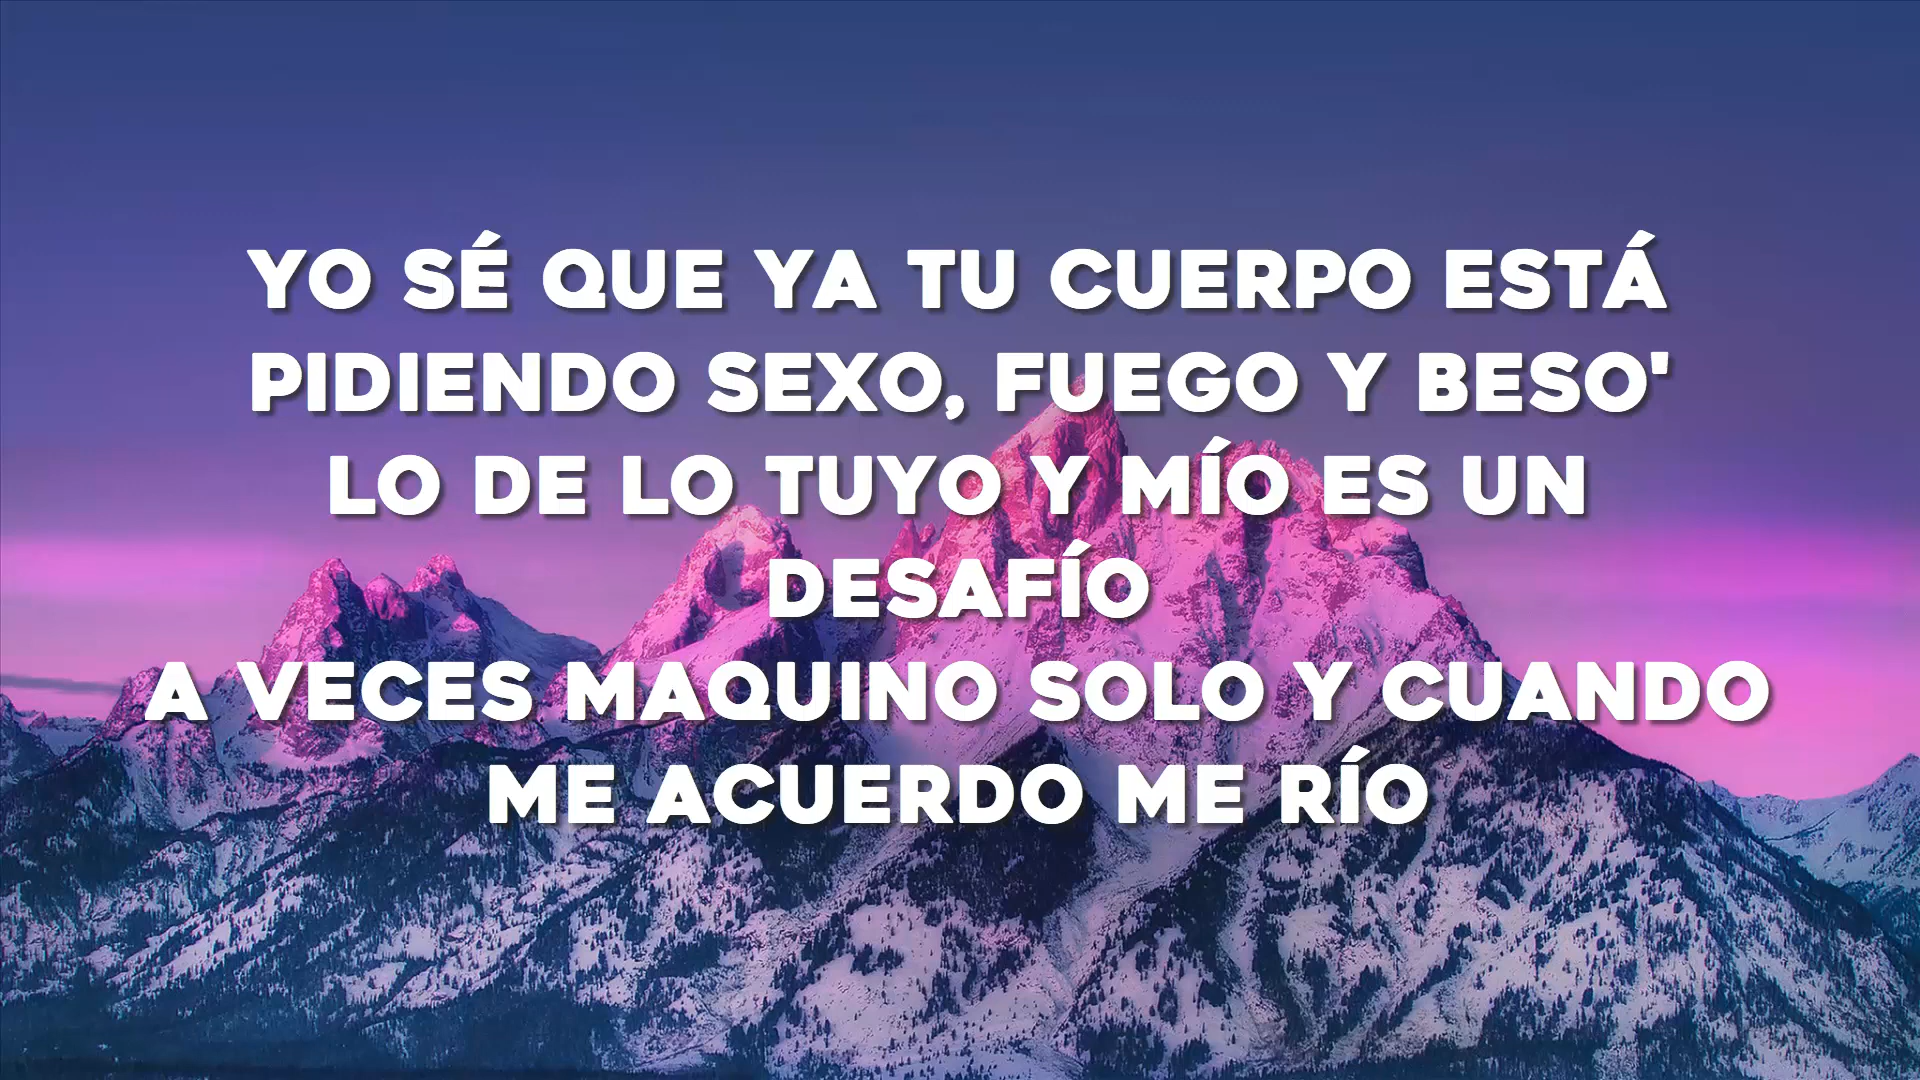 YO SÉ QUE YA TU CUERPO ESTÁ
PIDIENDO SEXO, FUEGO Y BESO'
LO DE LO TUYO Y MÍO ES UN
DESAFÍO
A VECES MAQUINO SOLO Y CUANDO
ME ACUERDO ME RÍO